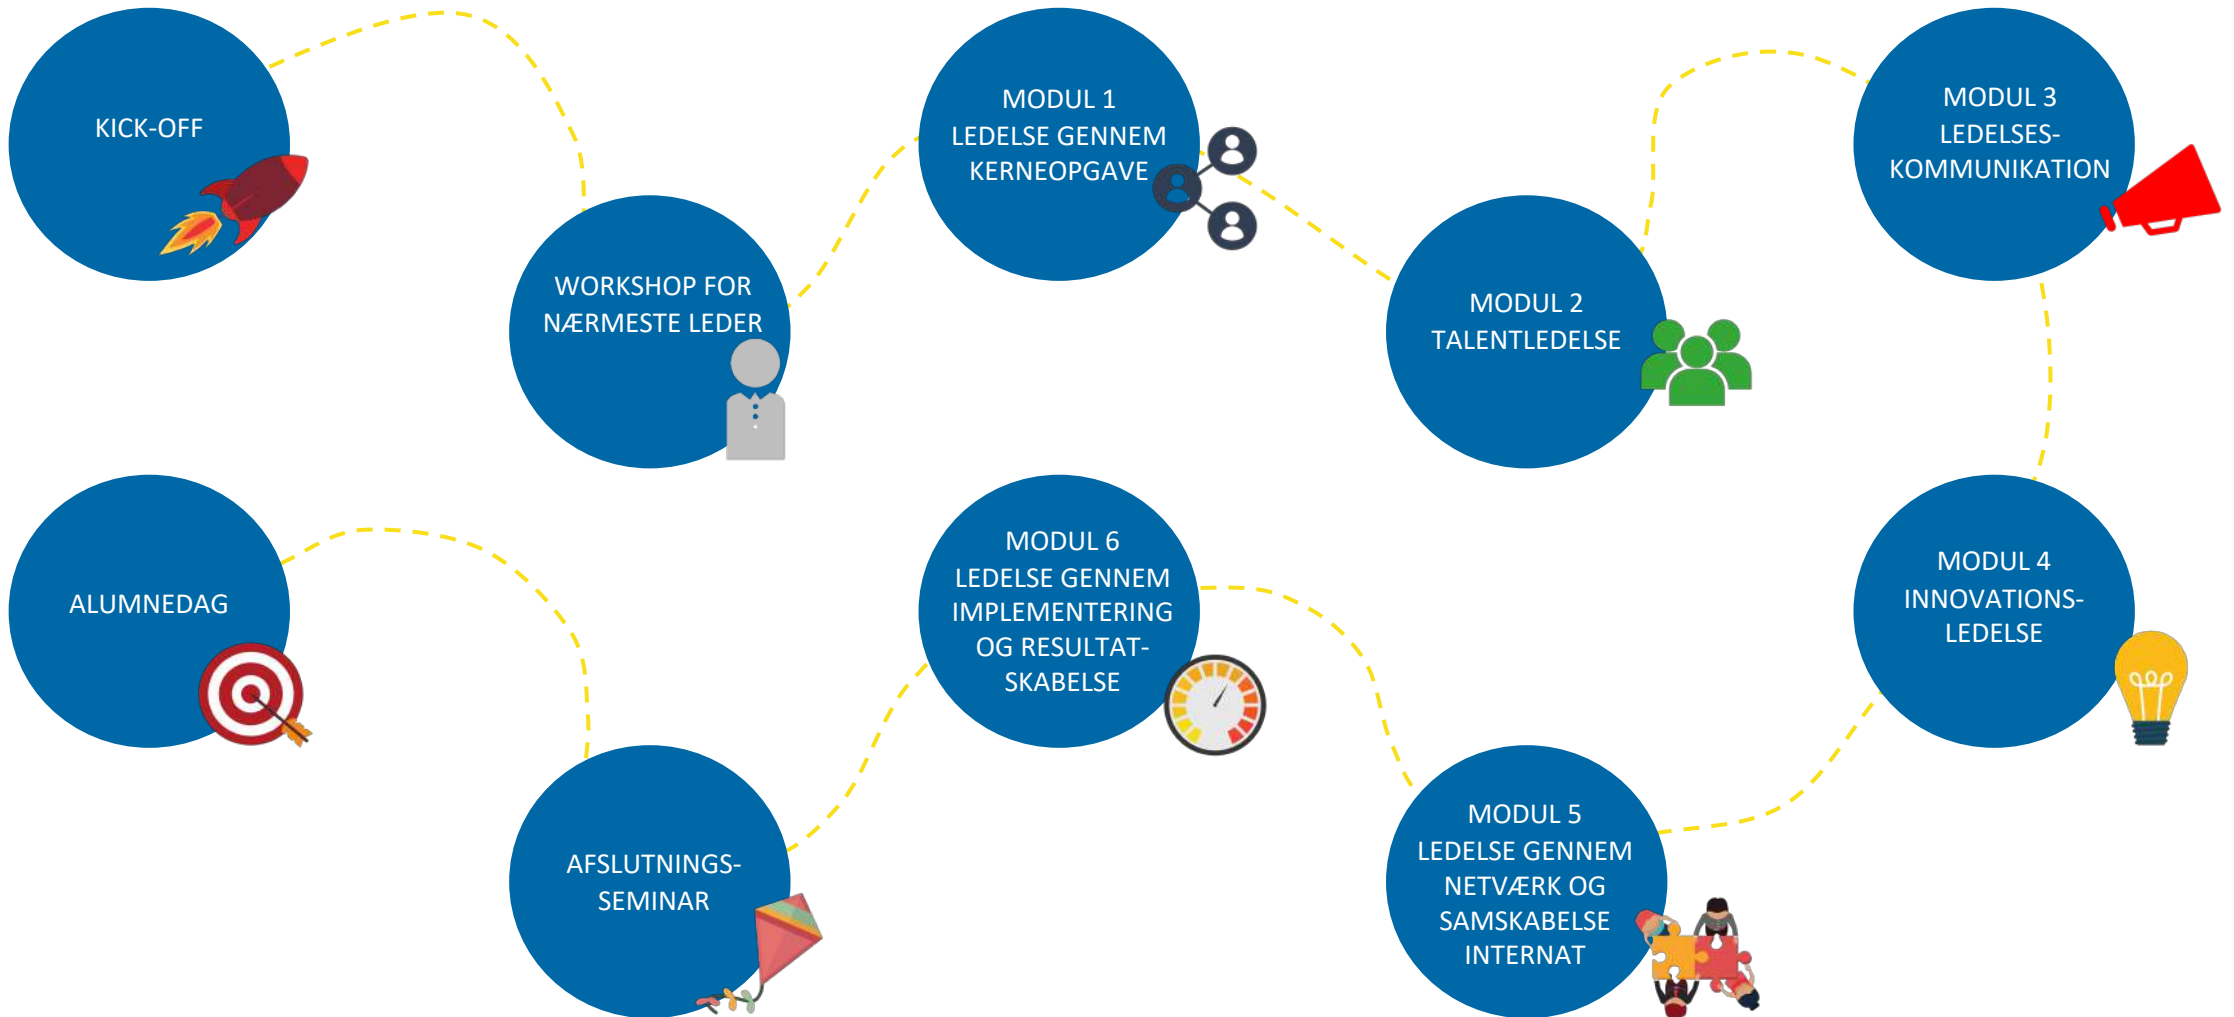 KICK-OFF
WORKSHOP FOR
NÆRMESTE LEDER
MODUL 1
LEDELSE GENNEM
KERNEOPGAVE
MODUL 2
TALENTLEDELSE
MODUL 3
LEDELSES-
KOMMUNIKATION
MODUL 4
INNOVATIONS-
LEDELSE
MODUL 5
LEDELSE GENNEM
NETVÆRK OG
SAMSKABELSE
INTERNAT
MODUL 6
LEDELSE GENNEM
IMPLEMENTERING
OG RESULTAT-
SKABELSE
AFSLUTNINGS-
SEMINAR
ALUMNEDAG